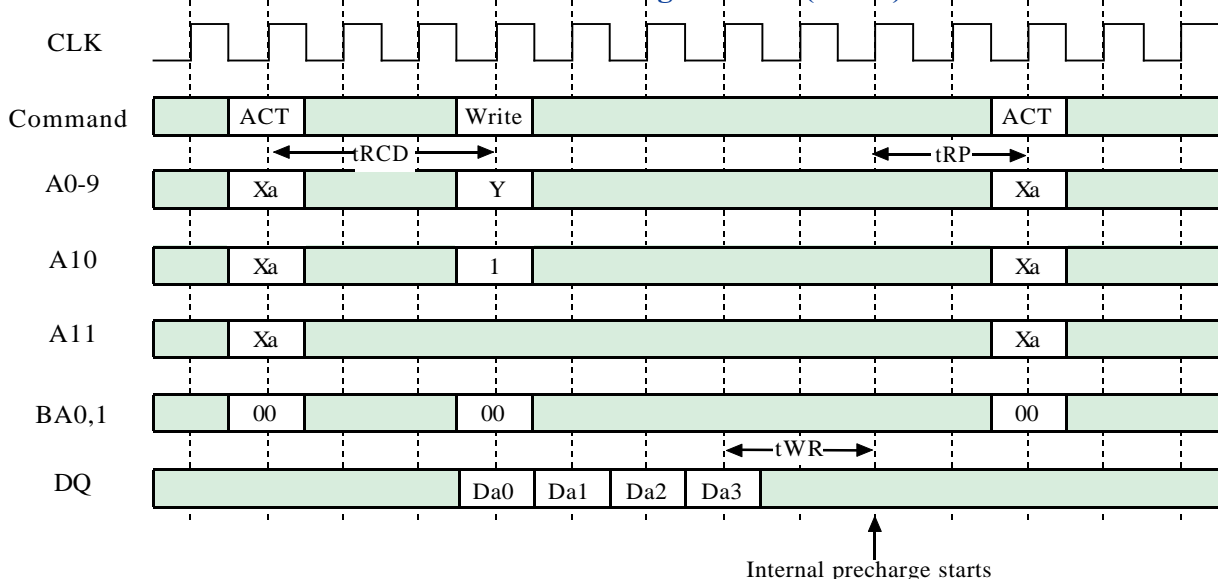 CLK
Command ACT Write ACT
tRCD tRP
A0-9 Xa Y Xa
A10 Xa 1 Xa
A11 Xa Xa
BA0,1 00 00 00
tWR
DQ Da0 Da1 Da2 Da3
Internal precharge starts